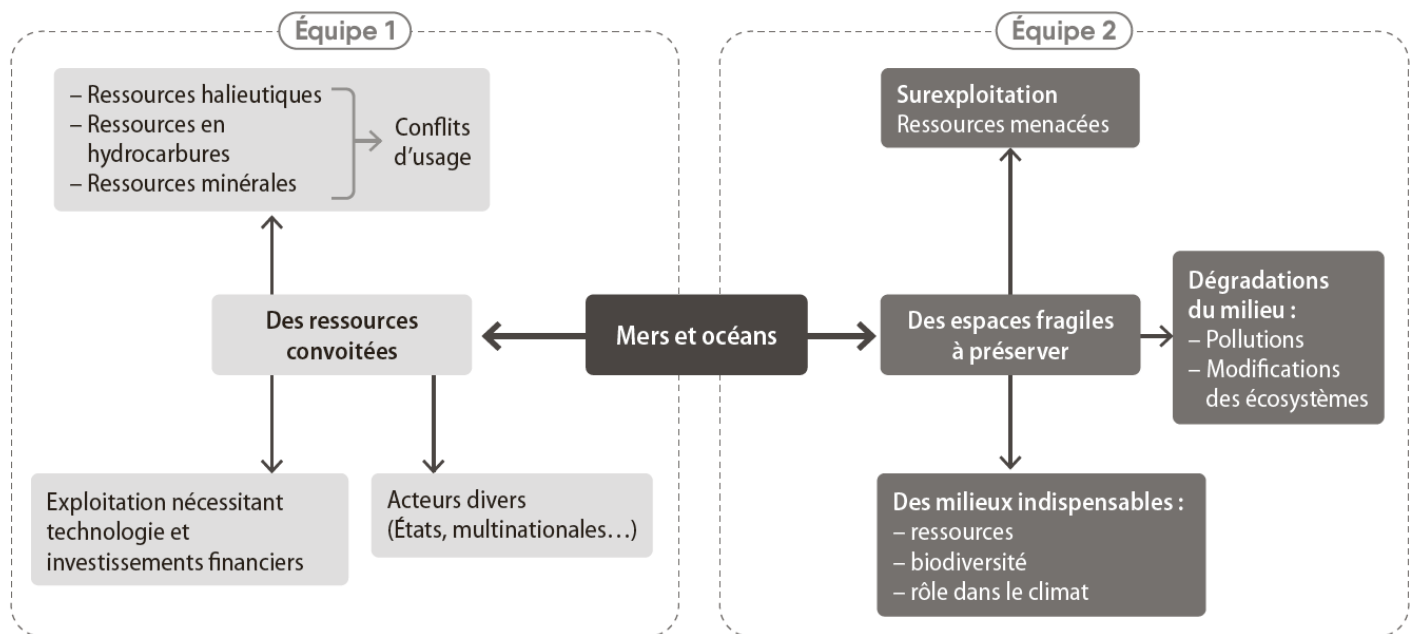 Équipe 1
– Ressources halieutiques
– Ressources en
hydrocarbures
– Ressources minérales
Conflits
d’usage
Des ressources
convoitées
Exploitation nécessitant
technologie et
investissements financiers
Acteurs divers
(États, multinationales…)
Mers et océans
Équipe 2
Surexploitation
Ressources menacées
Des espaces fragiles
à préserver
Dégradations
du milieu :
– Pollutions
– Modifications
des écosystèmes
Des milieux indispensables :
– ressources
– biodiversité
– rôle dans le climat